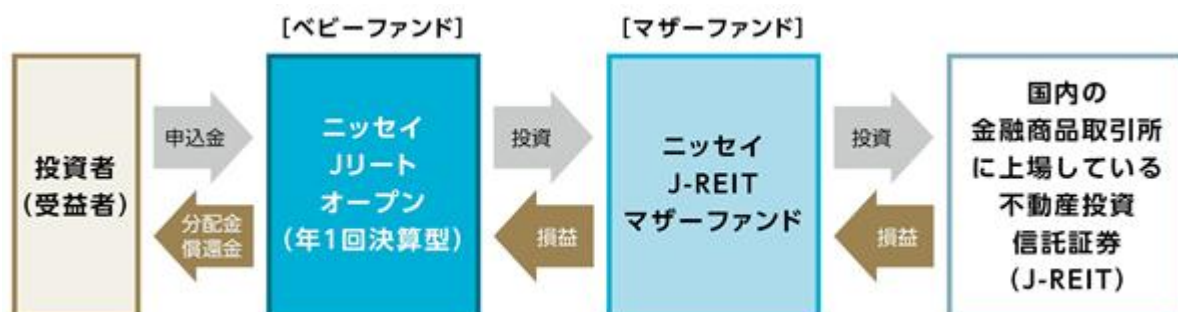 [ベビーファンド]
[マザーファンド]
投資者
(受益者)
申込金
分配金
償還金
ニッセイ
Jリート
オープン
(年1回決算型)
投資
損益
ニッセイ
J-REIT
マザーファンド
投資
損益
国内の
金融商品取引所
に上場している
不動産投資
信託証券
(J-REIT)